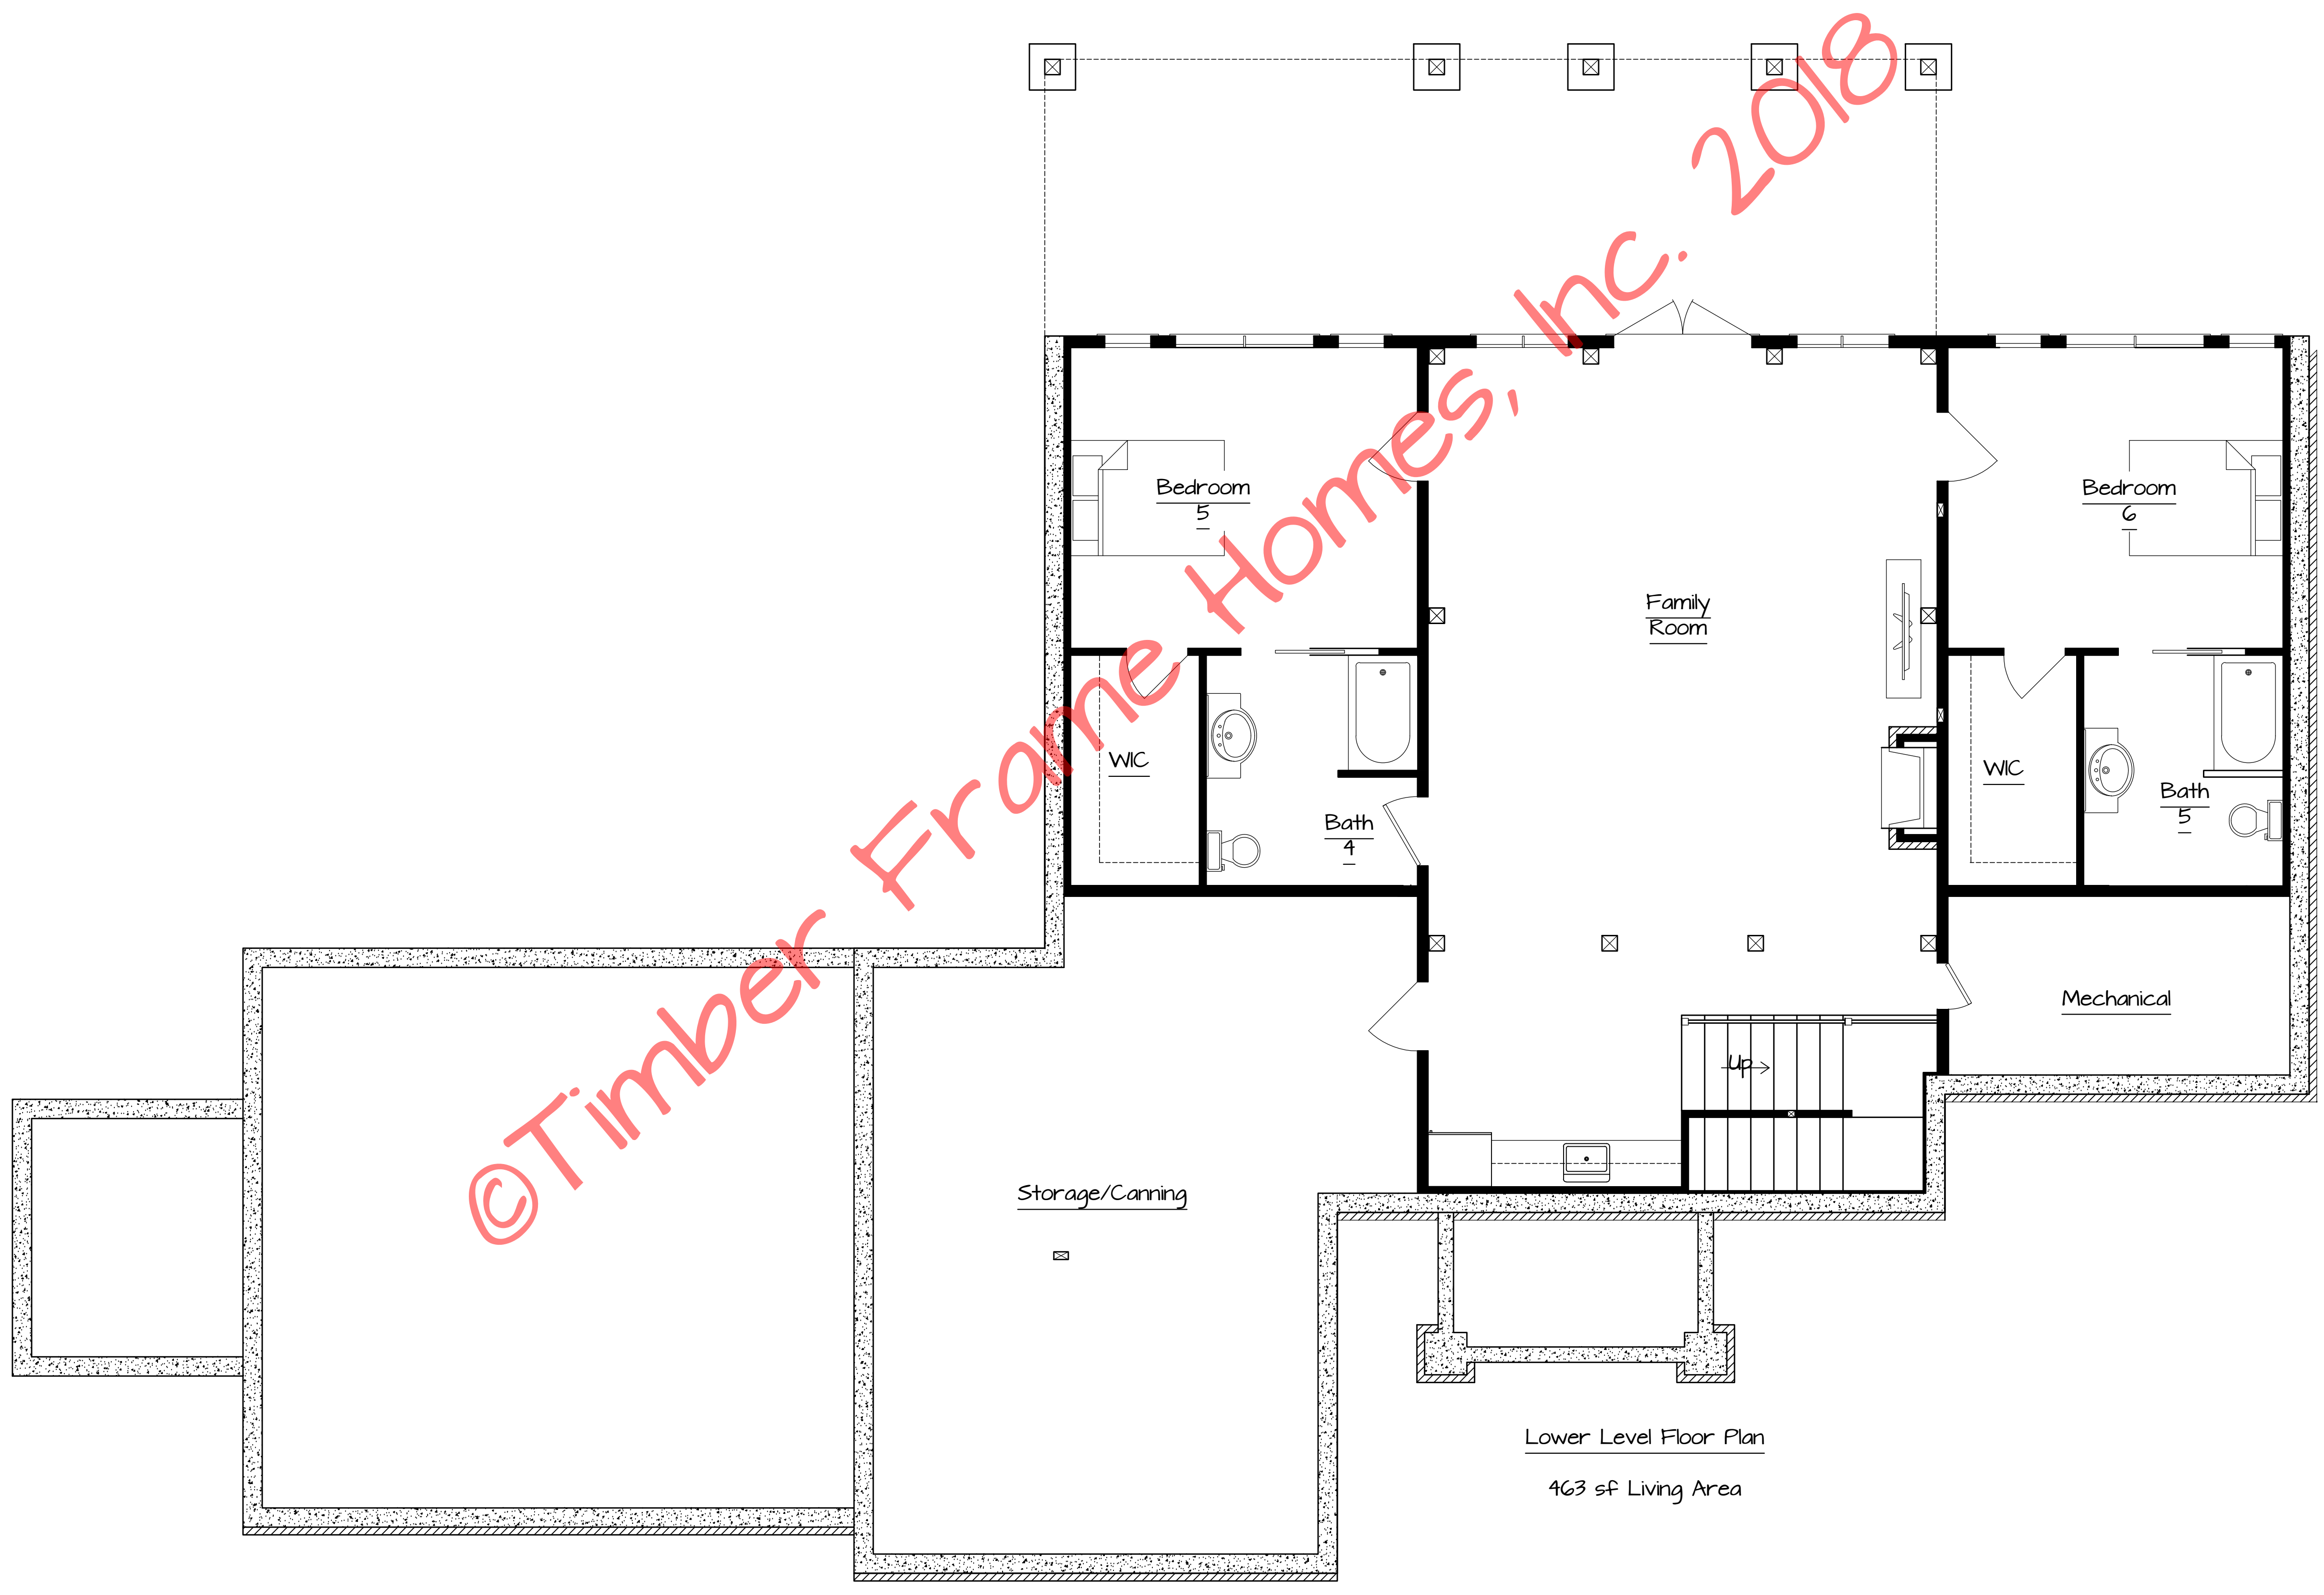 ©Timber Frame Homes, Inc. 2018
Bedroom
5
Bedroom
6
Family
Room
WIC
Bath
4
WIC
Bath
5
Mechanical
Up
Storage/Canning
Lower Level Floor Plan
463 sf Living Area